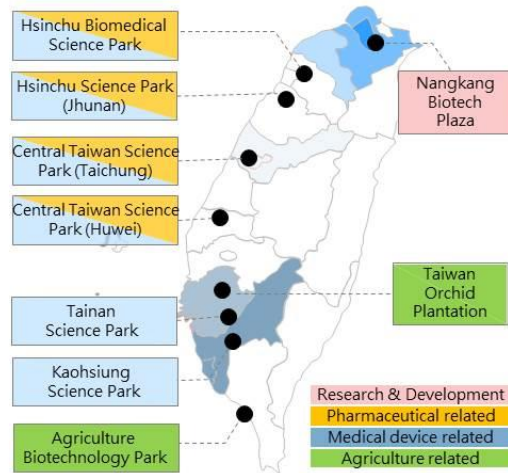 Hsinchu Biomedical
Science Park
Hsinchu Science Park
(Jhunan)
Central Taiwan Science
Park (Taichung)
Central Taiwan Science
Park (Huwei)
Tainan
Science Park
Kaohsiung
Science Park
Agriculture
Biotechnology Park
Nangkang
Biotech
Plaza
Taiwan
Orchid
Plantation
Research & Development
Pharmaceutical related
Medical device related
Agriculture related